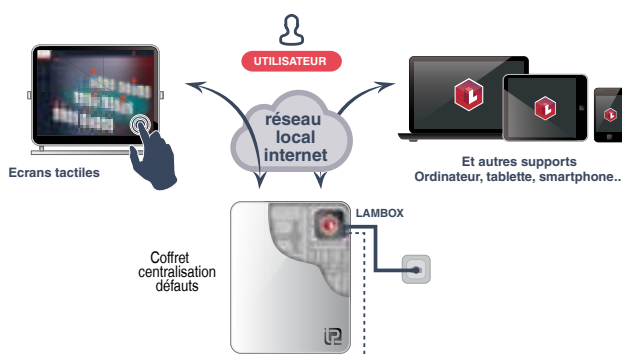 UTILISATEUR
réseau
local
internet
Ecrans tactiles
Et autres supports
Ordinateur, tablette, smartphone...
LAMBOX
Coffret
centralisation
défauts